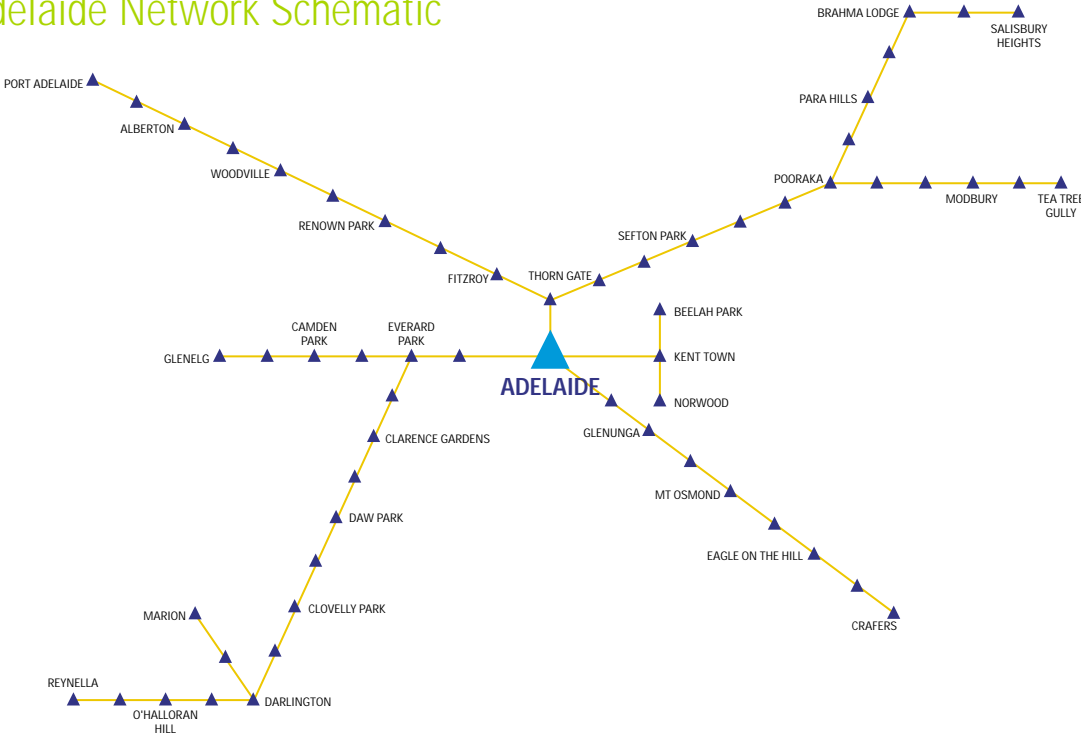 delaide Network Schematic
BRAHMA LODGE
SALISBURY
HEIGHTS
PORT ADELAIDE
PARA HILLS
ALBERTON
WOODVILLE
POORAKA
MODBURY
TEA TREE
GULLY
RENOWN PARK
SEFTON PARK
FITZROY
THORN GATE
BEELAH PARK
CAMDEN
PARK
EVERARD
PARK
GLENELG
KENT TOWN
ADELAIDE
NORWOOD
GLENUNGA
CLARENCE GARDENS
MT OSMOND
DAW PARK
EAGLE ON THE HILL
CLOVELLY PARK
MARION
CRAFERS
REYNELLA
DARLINGTON
O'HALLORAN
HILL